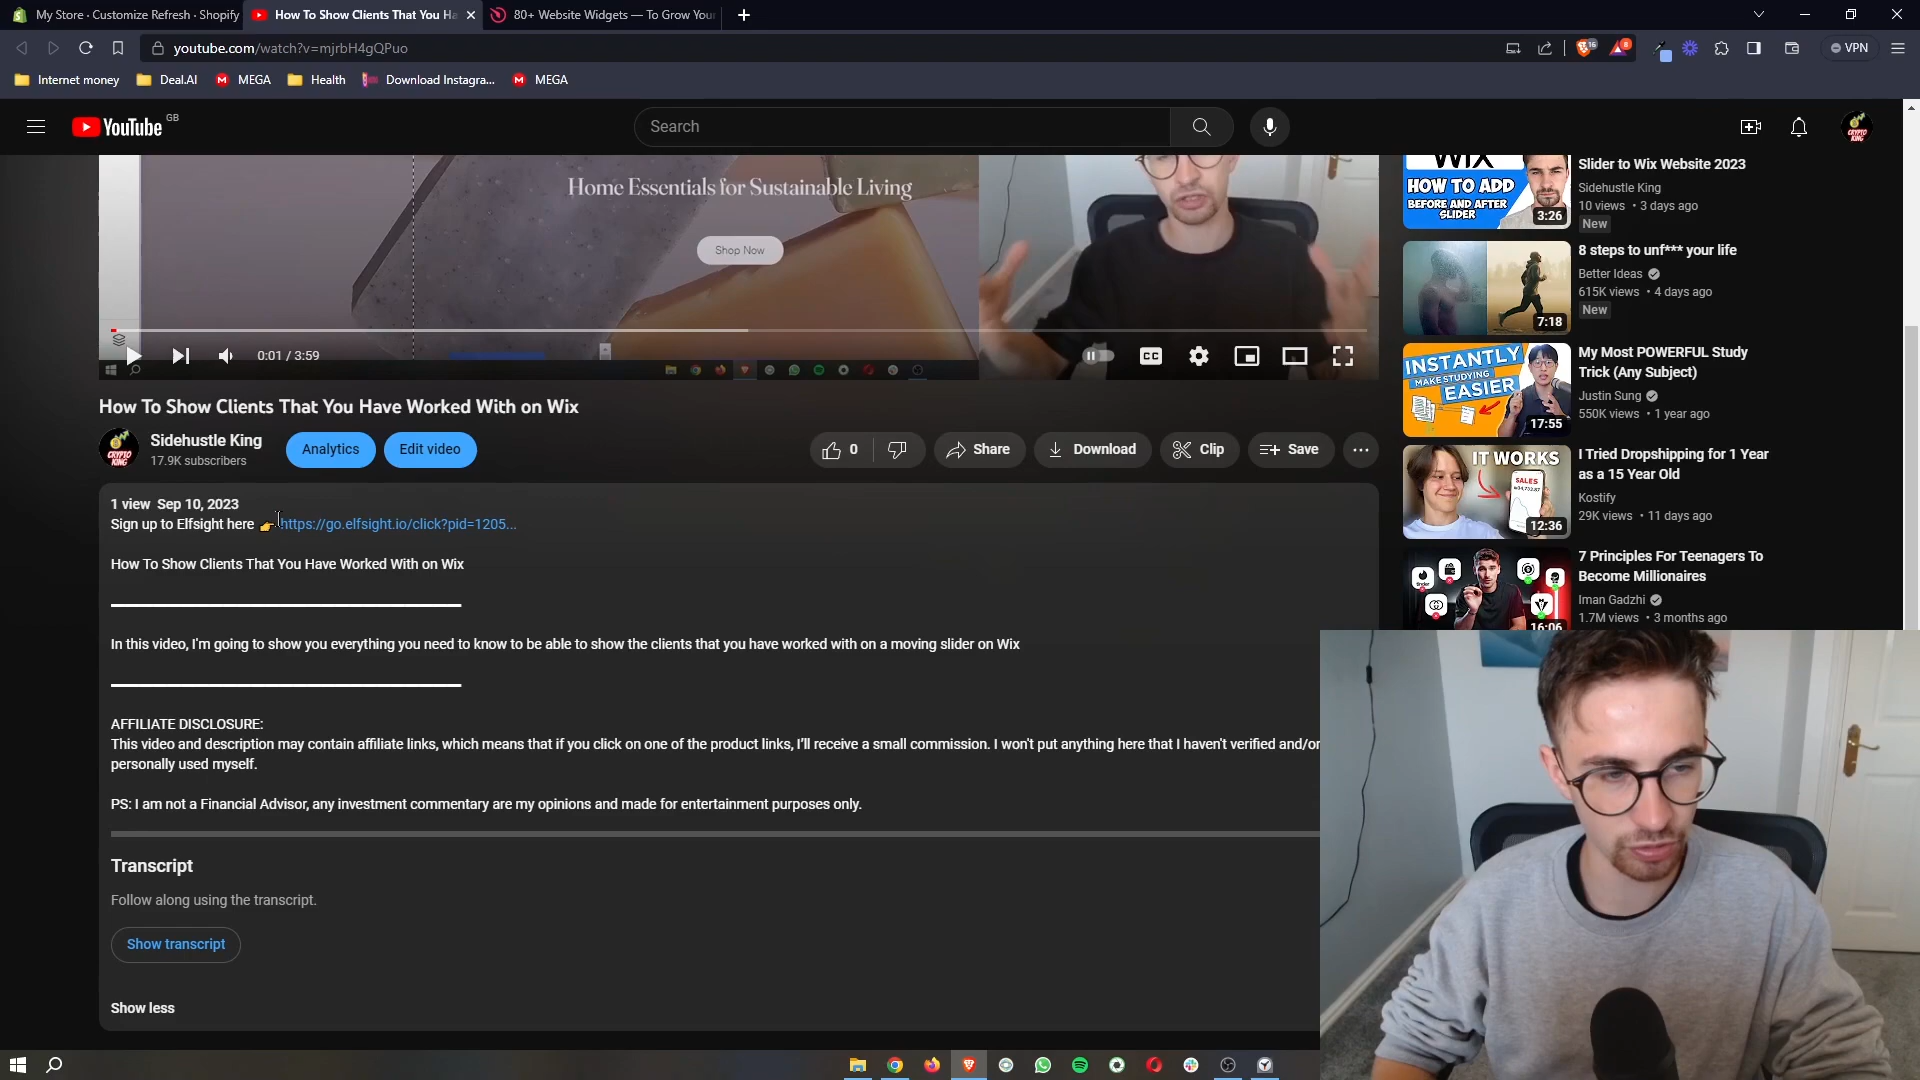 My Store · Customize Refresh · Shopify
How To Show Clients That You Ha
80+ Website Widgets — To Grow Your
youtube.com/watch?v=mjrbH4gQPuo
VPN
Internet money
Deal.AI
MEGA
Health
Download Instagra...
MEGA
YouTube GB
Search
CRYPTO KING
Home Essentials for Sustainable Living
Shop Now
0:01 / 3:59
CC
How To Show Clients That You Have Worked With on Wix
CRYPTO KING
Sidehustle King
17.9K subscribers
Analytics
Edit video
0
Share
Download
Clip
Save
1 view Sep 10, 2023
Sign up to Elfsight here 👉 https://go.elfsight.io/click?pid=1205...
How To Show Clients That You Have Worked With on Wix
In this video, I'm going to show you everything you need to know to be able to show the clients that you have worked with on a moving slider on Wix
AFFILIATE DISCLOSURE:
This video and description may contain affiliate links, which means that if you click on one of the product links, I'll receive a small commission. I won't put anything here that I haven't verified and/or
personally used myself.
PS: I am not a Financial Advisor, any investment commentary are my opinions and made for entertainment purposes only.
Transcript
Follow along using the transcript.
Show transcript
Show less
WIX
HOW TO ADD
BEFORE AND AFTER
SLIDER
3:26
Slider to Wix Website 2023
Sidehustle King
10 views • 3 days ago
New
7:18
8 steps to unf*** your life
Better Ideas
615K views • 4 days ago
New
INSTANTLY
MAKE STUDYING
EASIER
17:55
My Most POWERFUL Study
Trick (Any Subject)
Justin Sung
550K views • 1 year ago
IT WORKS
SALES
12:36
I Tried Dropshipping for 1 Year
as a 15 Year Old
Kostify
29K views • 11 days ago
tinder
16:06
7 Principles For Teenagers To
Become Millionaires
Iman Gadzhi
1.7M views • 3 months ago